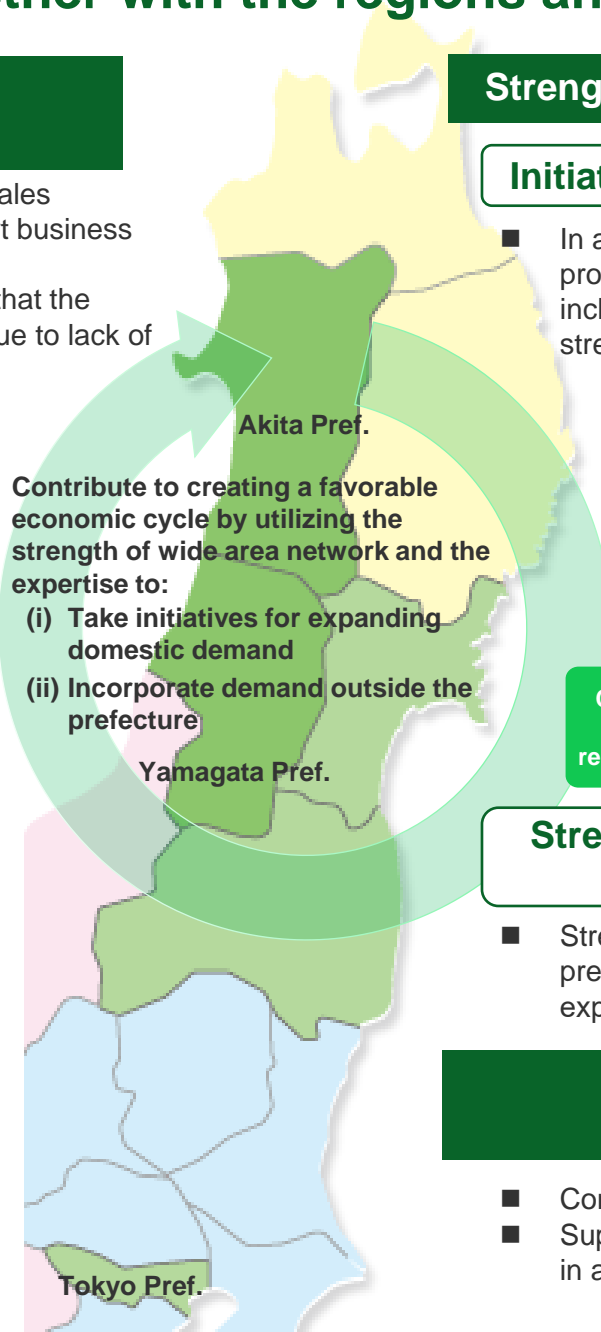 ther with the regions an
ales
t business
that the
ue to lack of
Akita Pref.
Contribute to creating a favorable
economic cycle by utilizing the
strength of wide area network and the
expertise to:
(i) Take initiatives for expanding
domestic demand
(ii) Incorporate demand outside the
prefecture
Yamagata Pref.
Tokyo Pref.
Streng
Initiat
■ In a
pro
incl
stre
re
Stre
■ Stre
pre
exp
■ Con
■ Sup
in a